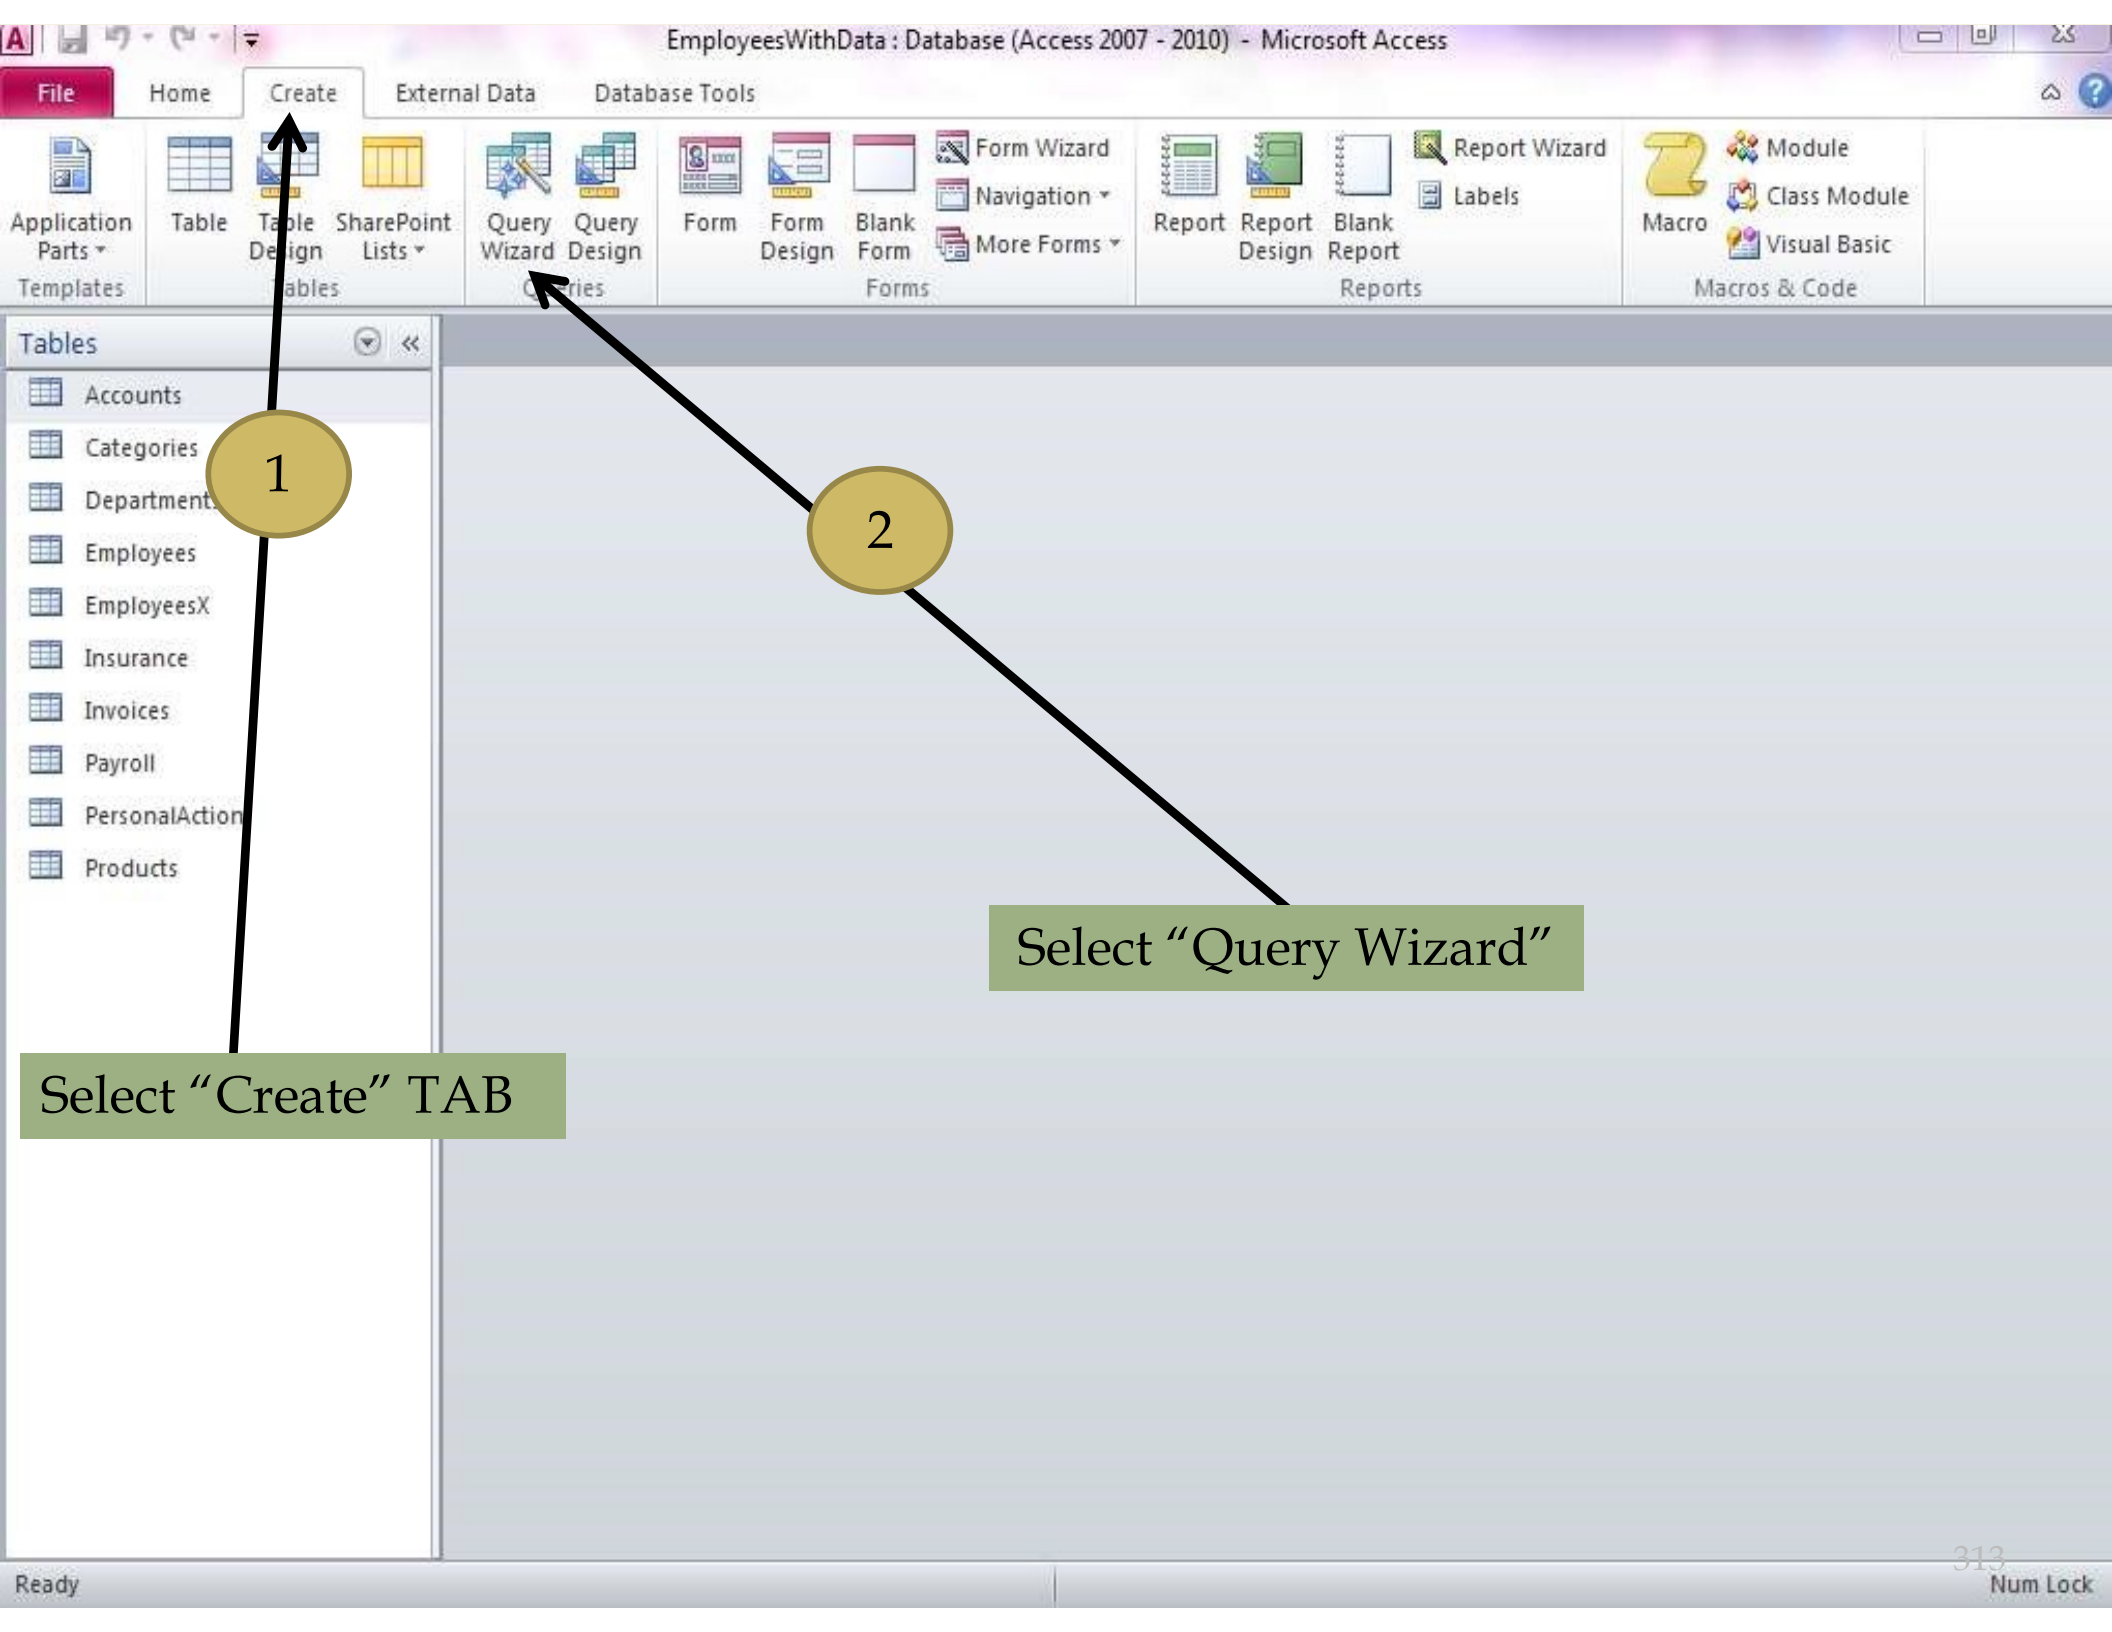 A
EmployeesWithData : Database (Access 2007 - 2010) - Microsoft Access
File Home Create External Data Database Tools
Application Parts
Table
Table Design
SharePoint Lists
Query Wizard
Query Design
Form
Form Design
Blank Form
Form Wizard
Navigation
More Forms
Report
Report Design
Blank Report
Report Wizard
Labels
Macro
Module
Class Module
Visual Basic
Templates Tables Queries Forms Reports Macros & Code
Tables
Accounts
Categories
Departments
Employees
EmployeesX
Insurance
Invoices
Payroll
PersonalAction
Products
1
2
Select “Query Wizard”
Select “Create” TAB
313
Ready
Num Lock